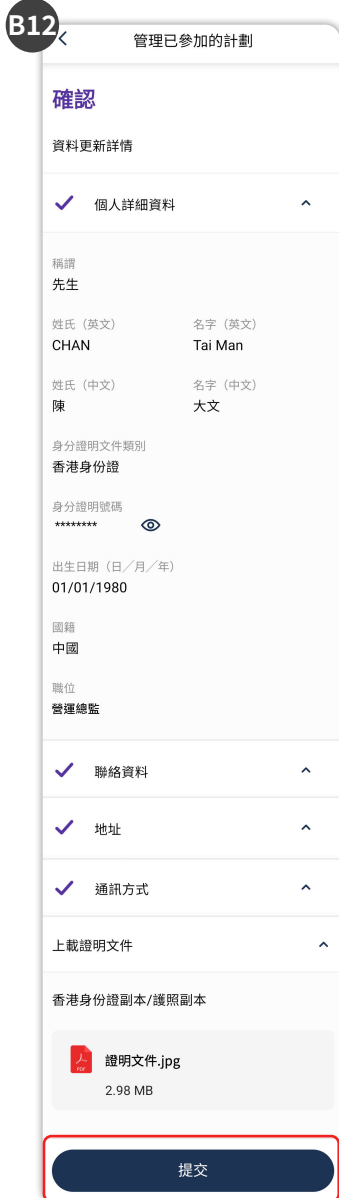 B12
管理已參加的計劃
確認
資料更新詳情
個人詳細資料
稱謂
先生
姓氏（英文） 名字（英文）
CHAN Tai Man
姓氏（中文） 名字（中文）
陳 大文
身分證明文件類別
香港身份證
身分證明號碼
********
出生日期（日／月／年）
01/01/1980
國籍
中國
職位
營運總監
聯絡資料
地址
通訊方式
上載證明文件
香港身份證副本/護照副本
PDF
證明文件.jpg
2.98 MB
提交